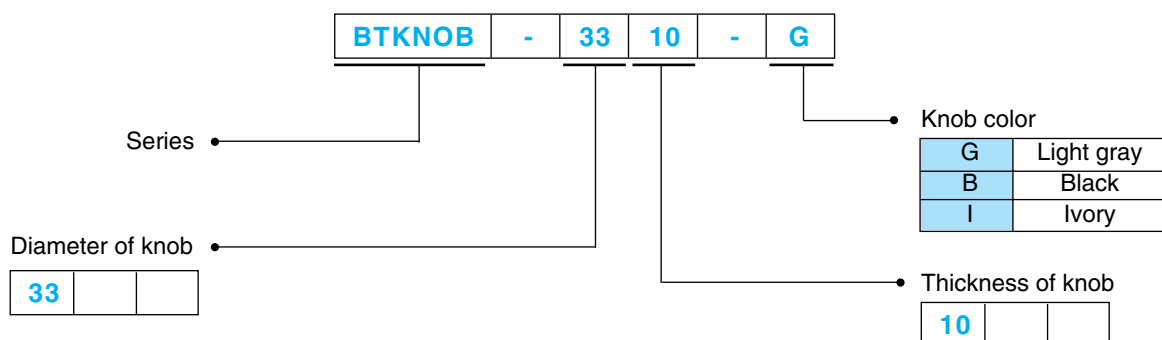 BTKNOB - 33 10 - G
Series
Knob color
G Light gray
B Black
I Ivory
Diameter of knob
33
Thickness of knob
10